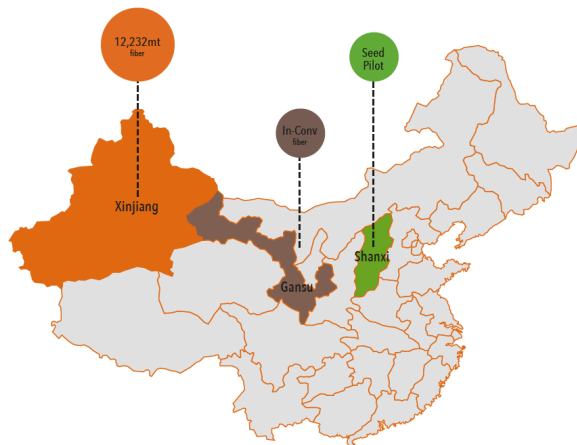 12,232mt
fiber
Seed
Pilot
In-Conv
fiber
Xinjiang
Shanxi
Gansu